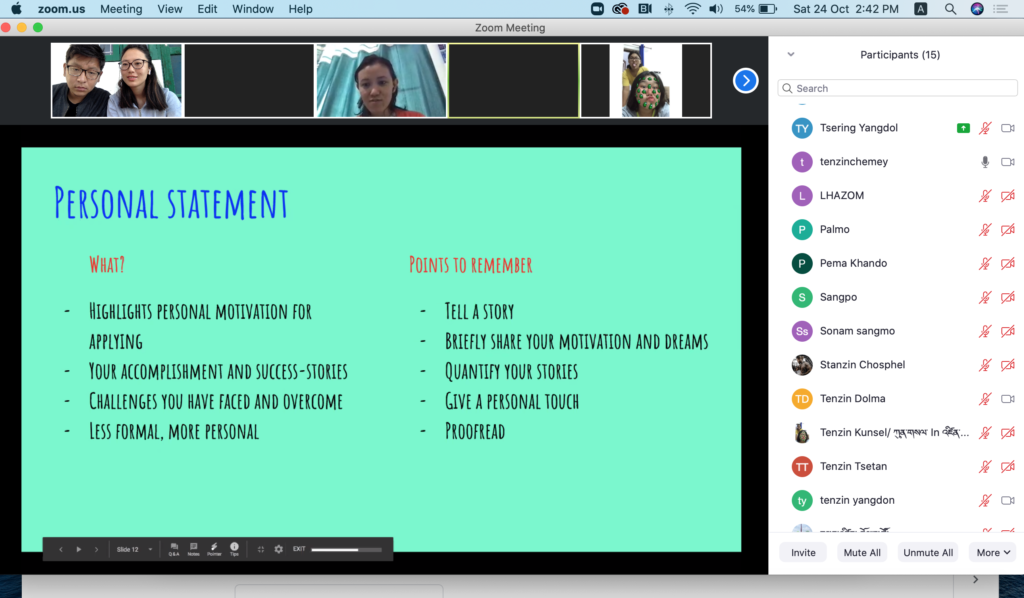 zoom.us Meeting View Edit Window Help
54% Sat 24 Oct 2:42 PM A
Zoom Meeting
PERSONAL STATEMENT
WHAT?
- HIGHLIGHTS PERSONAL MOTIVATION FOR
APPLYING
- YOUR ACCOMPLISHMENT AND SUCCESS-STORIES
- CHALLENGES YOU HAVE FACED AND OVERCOME
- LESS FORMAL, MORE PERSONAL
POINTS TO REMEMBER
- TELL A STORY
- BRIEFLY SHARE YOUR MOTIVATION AND DREAMS
- QUANTIFY YOUR STORIES
- GIVE A PERSONAL TOUCH
- PROOFREAD
Slide 12 Q&A Notes Pointer Tips EXIT
Participants (15)
Search
TY Tsering Yangdol
t tenzinchemey
L LHAZOM
P Palmo
P Pema Khando
S Sangpo
Ss Sonam sangmo
Stanzin Chosphel
TD Tenzin Dolma
Tenzin Kunsel/ ཀུན་གསལ་ In
TT Tenzin Tsetan
ty tenzin yangdon
Invite Mute All Unmute All More